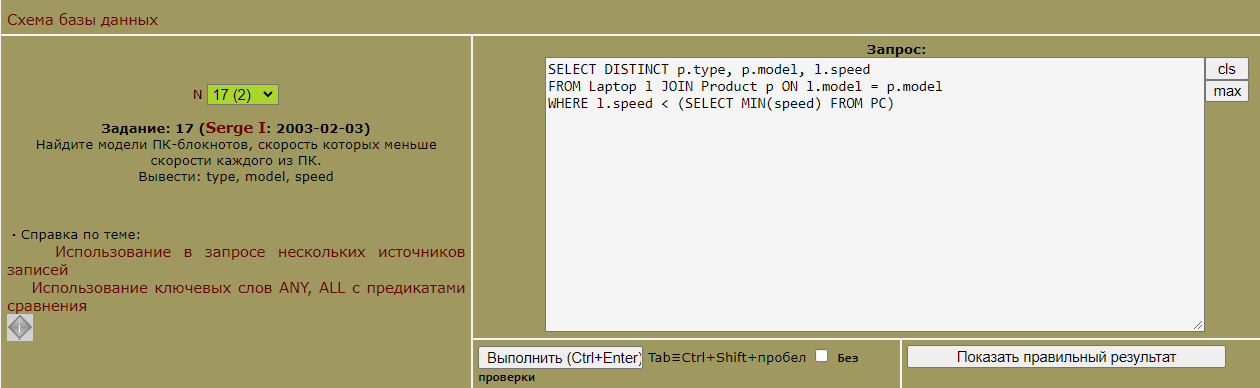 Схема базы данных
N 17 (2)
Задание: 17 (Serge I: 2003-02-03)
Найдите модели ПК-блокнотов, скорость которых меньше
скорости каждого из ПК.
Вывести: type, model, speed
· Справка по теме:
Использование в запросе нескольких источников
записей
Использование ключевых слов ANY, ALL с предикатами
сравнения
Запрос:
SELECT DISTINCT p.type, p.model, l.speed
FROM Laptop l JOIN Product p ON l.model = p.model
WHERE l.speed < (SELECT MIN(speed) FROM PC)
cls
max
Выполнить (Ctrl+Enter) Tab≡Ctrl+Shift+пробел Без
проверки
Показать правильный результат